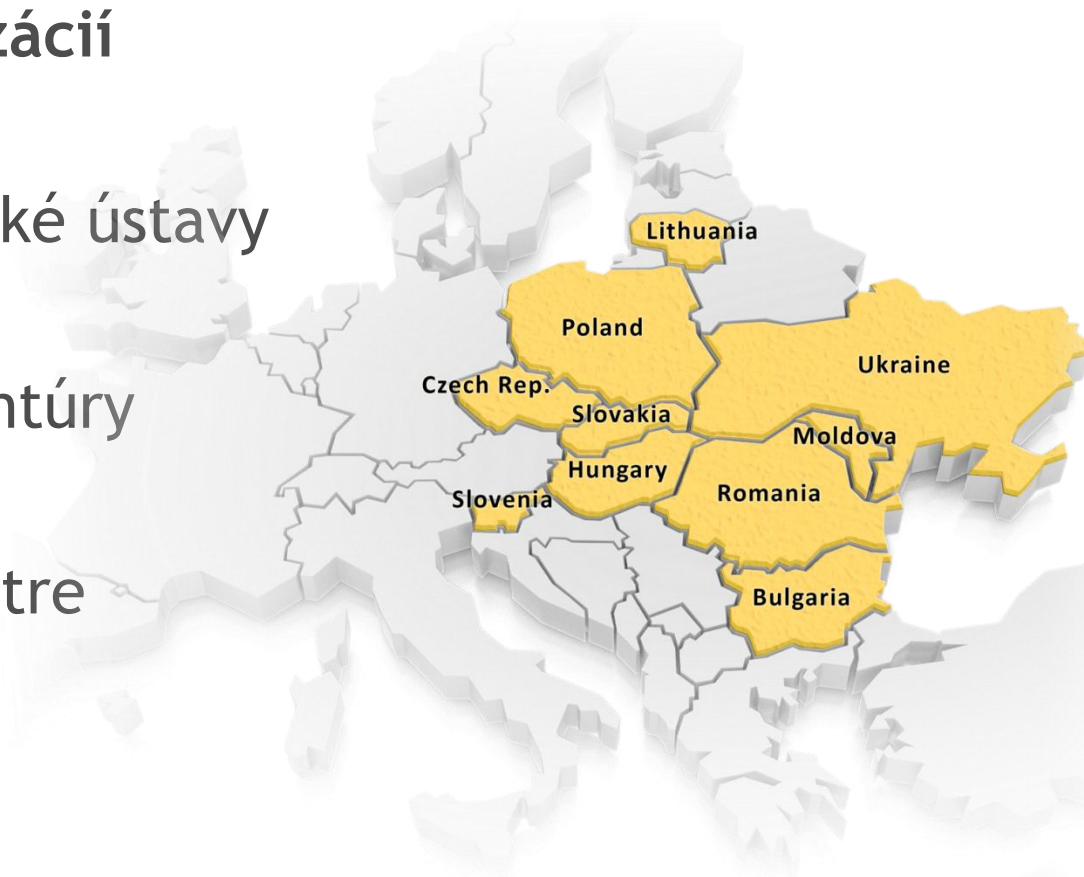 zácií
ké ústavy
ntúry
tre
Lithuania
Poland
Ukraine
Czech Rep.
Slovakia
Moldova
Hungary
Romania
Slovenia
Bulgaria